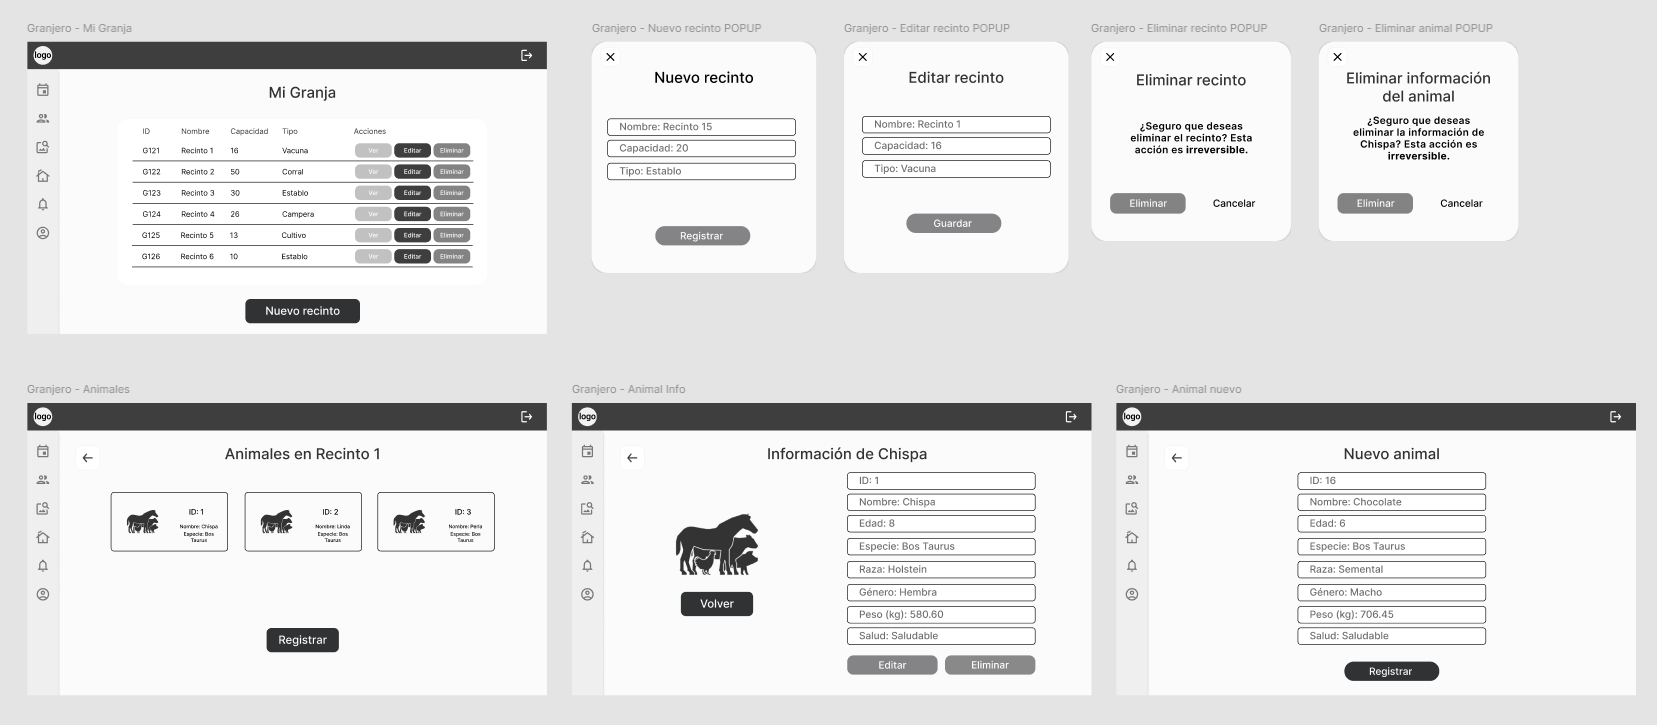 Granjero - Mi Granja
logo
Mi Granja
ID Nombre Capacidad Tipo Acciones
G121 Recinto 1 16 Vacuna Ver Editar Eliminar
G122 Recinto 2 50 Corral Ver Editar Eliminar
G123 Recinto 3 30 Establo Ver Editar Eliminar
G124 Recinto 4 26 Campera Ver Editar Eliminar
G125 Recinto 5 13 Cultivo Ver Editar Eliminar
G126 Recinto 6 10 Establo Ver Editar Eliminar
Nuevo recinto
Granjero - Nuevo recinto POPUP
Nuevo recinto
Nombre: Recinto 15
Capacidad: 20
Tipo: Establo
Registrar
Granjero - Editar recinto POPUP
Editar recinto
Nombre: Recinto 1
Capacidad: 16
Tipo: Vacuna
Guardar
Granjero - Eliminar recinto POPUP
Eliminar recinto
¿Seguro que deseas
eliminar el recinto? Esta
acción es irreversible.
Eliminar Cancelar
Granjero - Eliminar animal POPUP
Eliminar información
del animal
¿Seguro que deseas
eliminar la información de
Chispa? Esta acción es
irreversible.
Eliminar Cancelar
Granjero - Animales
logo
Animales en Recinto 1
ID: 1
Nombre: Chispa
Especie: Bos
Taurus
ID: 2
Nombre: Linda
Especie: Bos
Taurus
ID: 3
Nombre: Perla
Especie: Bos
Taurus
Registrar
Granjero - Animal Info
logo
Información de Chispa
Volver
ID: 1
Nombre: Chispa
Edad: 8
Especie: Bos Taurus
Raza: Holstein
Género: Hembra
Peso (kg): 580.60
Salud: Saludable
Editar Eliminar
Granjero - Animal nuevo
logo
Nuevo animal
ID: 16
Nombre: Chocolate
Edad: 6
Especie: Bos Taurus
Raza: Semental
Género: Macho
Peso (kg): 706.45
Salud: Saludable
Registrar